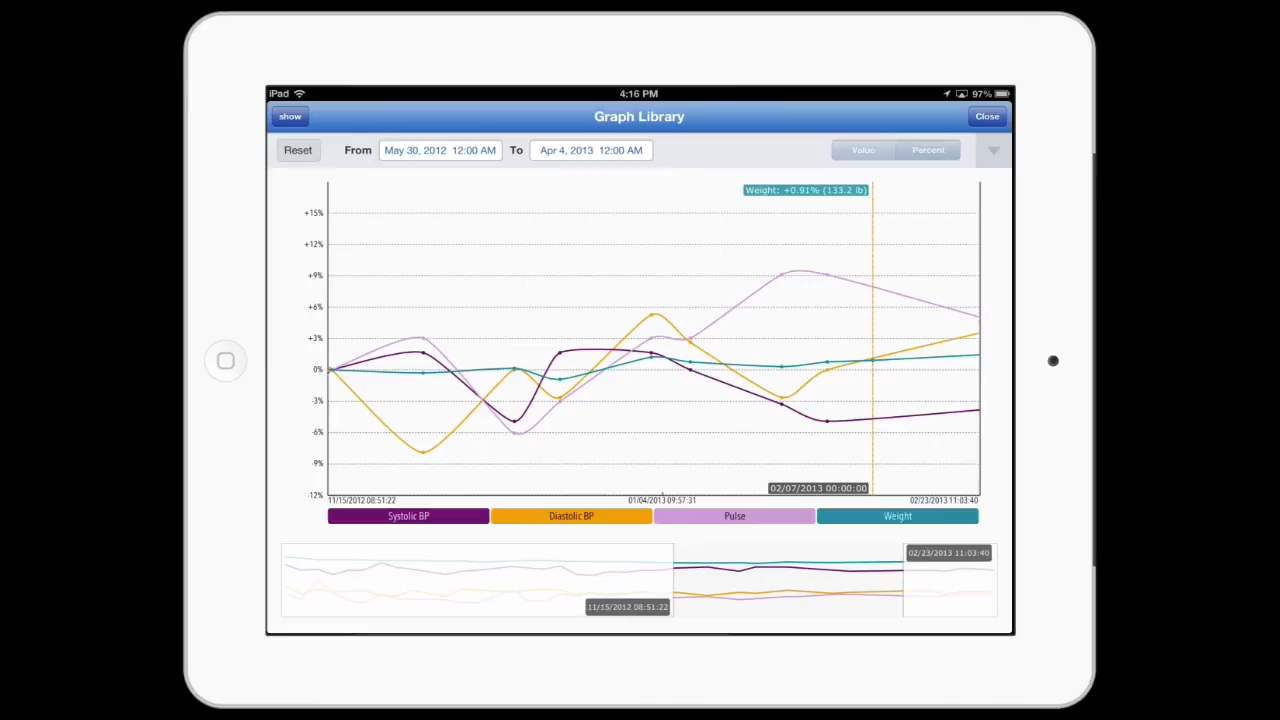 iPad 4:16 PM 97%
show Graph Library Close
Reset From May 30, 2012 12:00 AM To Apr 4, 2013 12:00 AM Value Percent
Weight: +0.91% (133.2 lb)
+15%
+12%
+9%
+6%
+3%
0%
-3%
-6%
-9%
02/07/2013 00:00:00
-12%
11/15/2012 08:51:22 01/04/2013 09:57:31 02/23/2013 11:03:40
Systolic BP Diastolic BP Pulse Weight
02/23/2013 11:03:40
11/15/2012 08:51:22